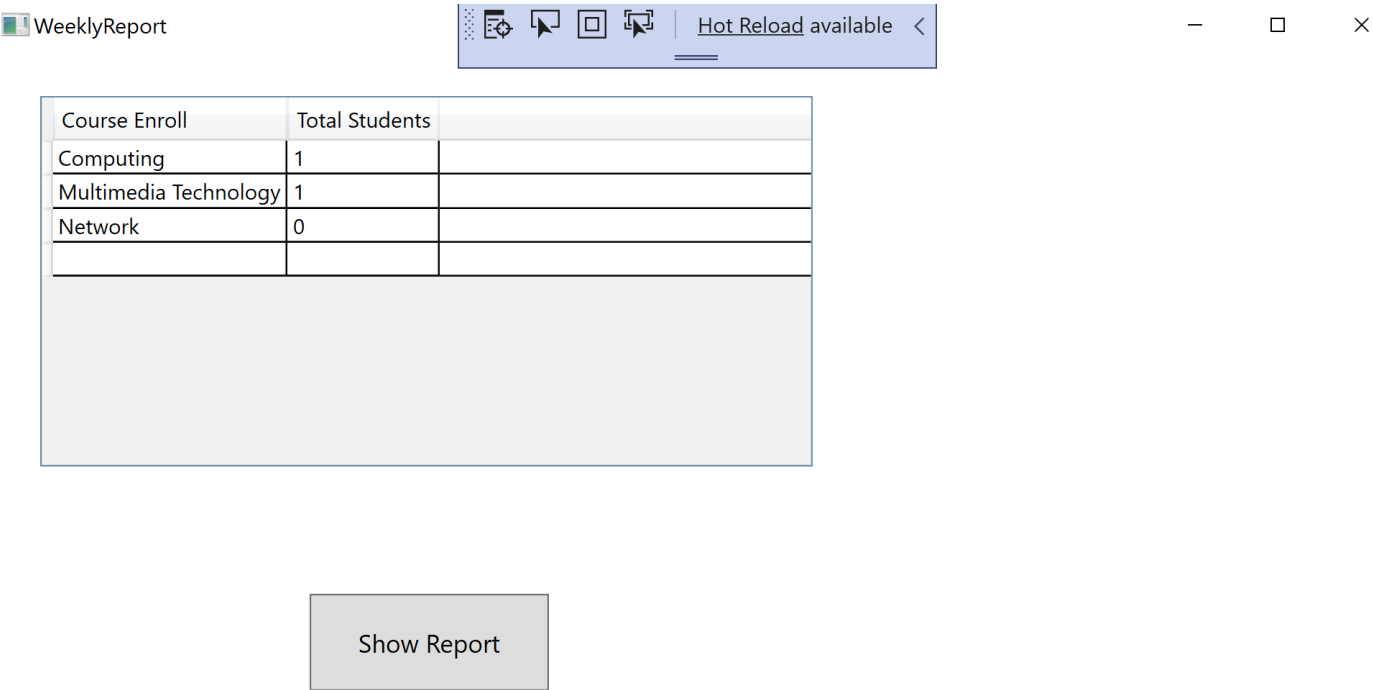 WeeklyReport
Hot Reload available
Course Enroll Total Students
Computing 1
Multimedia Technology 1
Network 0
Show Report